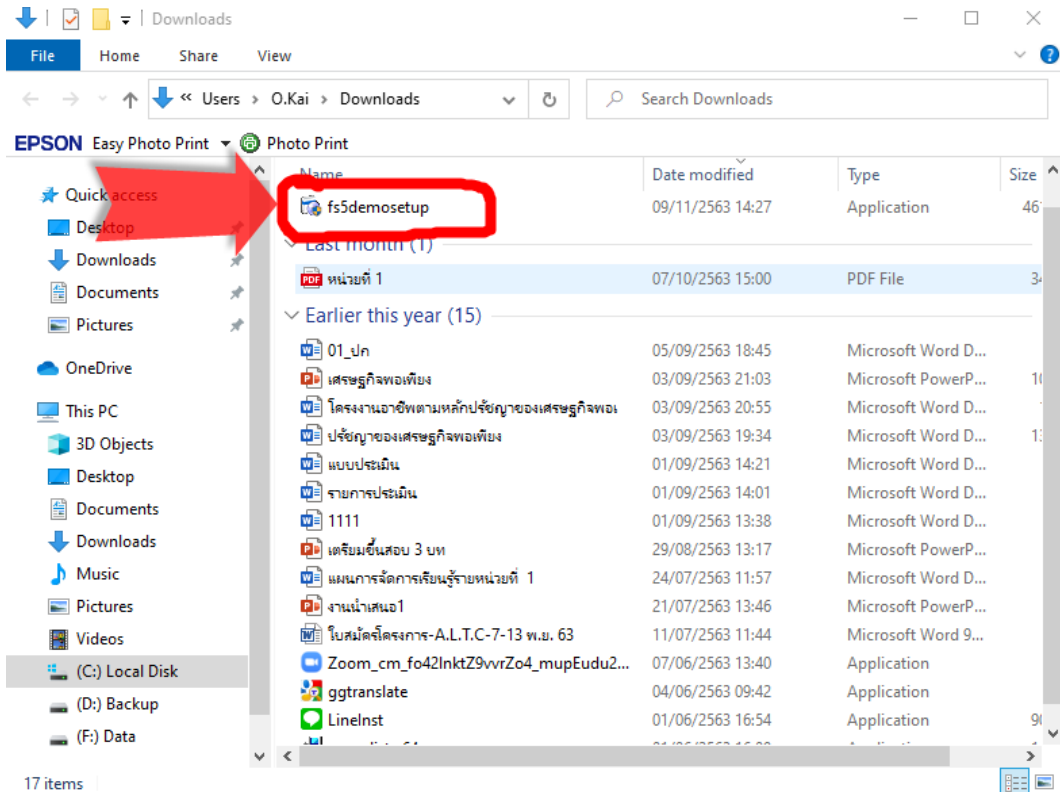 Downloads
File Home Share View
« Users › O.Kai › Downloads Search Downloads
EPSON Easy Photo Print Photo Print
Name Date modified Type Size
Quick access
Desktop
Downloads
Documents
Pictures
OneDrive
This PC
3D Objects
Desktop
Documents
Downloads
Music
Pictures
Videos
(C:) Local Disk
(D:) Backup
(F:) Data
fs5demosetup 09/11/2563 14:27 Application
Last month (1)
หน่วยที่ 1 07/10/2563 15:00 PDF File
Earlier this year (15)
01_ปก 05/09/2563 18:45 Microsoft Word D...
เศรษฐกิจพอเพียง 03/09/2563 21:03 Microsoft PowerP...
โครงงานอาชีพตามหลักปรัชญาของเศรษฐกิจพอเ 03/09/2563 20:55 Microsoft Word D...
ปรัชญาของเศรษฐกิจพอเพียง 03/09/2563 19:34 Microsoft Word D...
แบบประเมิน 01/09/2563 14:21 Microsoft Word D...
รายการประเมิน 01/09/2563 14:01 Microsoft Word D...
1111 01/09/2563 13:38 Microsoft Word D...
เตรียมขึ้นสอบ 3 บท 29/08/2563 13:17 Microsoft PowerP...
แผนการจัดการเรียนรู้รายหน่วยที่ 1 24/07/2563 11:57 Microsoft Word D...
งานนำเสนอ1 21/07/2563 13:46 Microsoft PowerP...
ใบสมัครโครงการ-A.L.T.C-7-13 พ.ย. 63 11/07/2563 11:44 Microsoft Word 9...
Zoom_cm_fo42lnktZ9vvrZo4_mupEudu2... 07/06/2563 13:40 Application
ggtranslate 04/06/2563 09:42 Application
LineInst 01/06/2563 16:54 Application
17 items